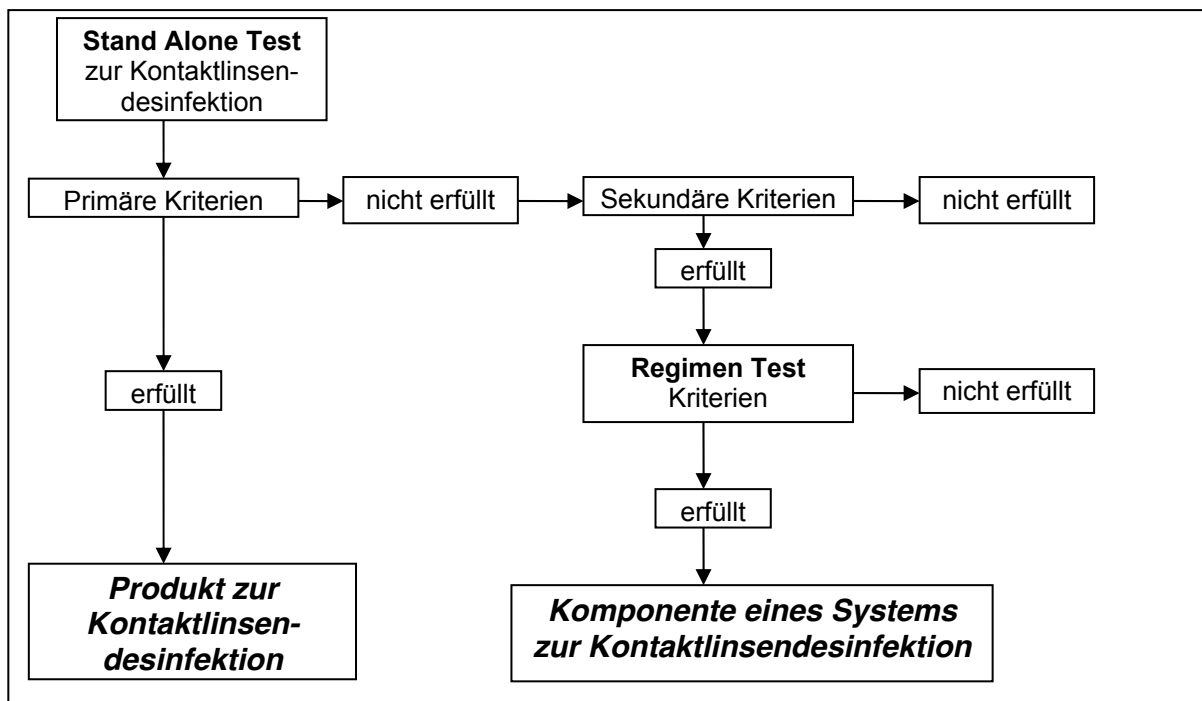 Stand Alone Test
zur Kontaktlinsen-
desinfektion
Primäre Kriterien
nicht erfüllt
Sekundäre Kriterien
nicht erfüllt
erfüllt
Regimen Test
Kriterien
nicht erfüllt
erfüllt
erfüllt
Produkt zur
Kontaktlinsen-
desinfektion
Komponente eines Systems
zur Kontaktlinsendesinfektion